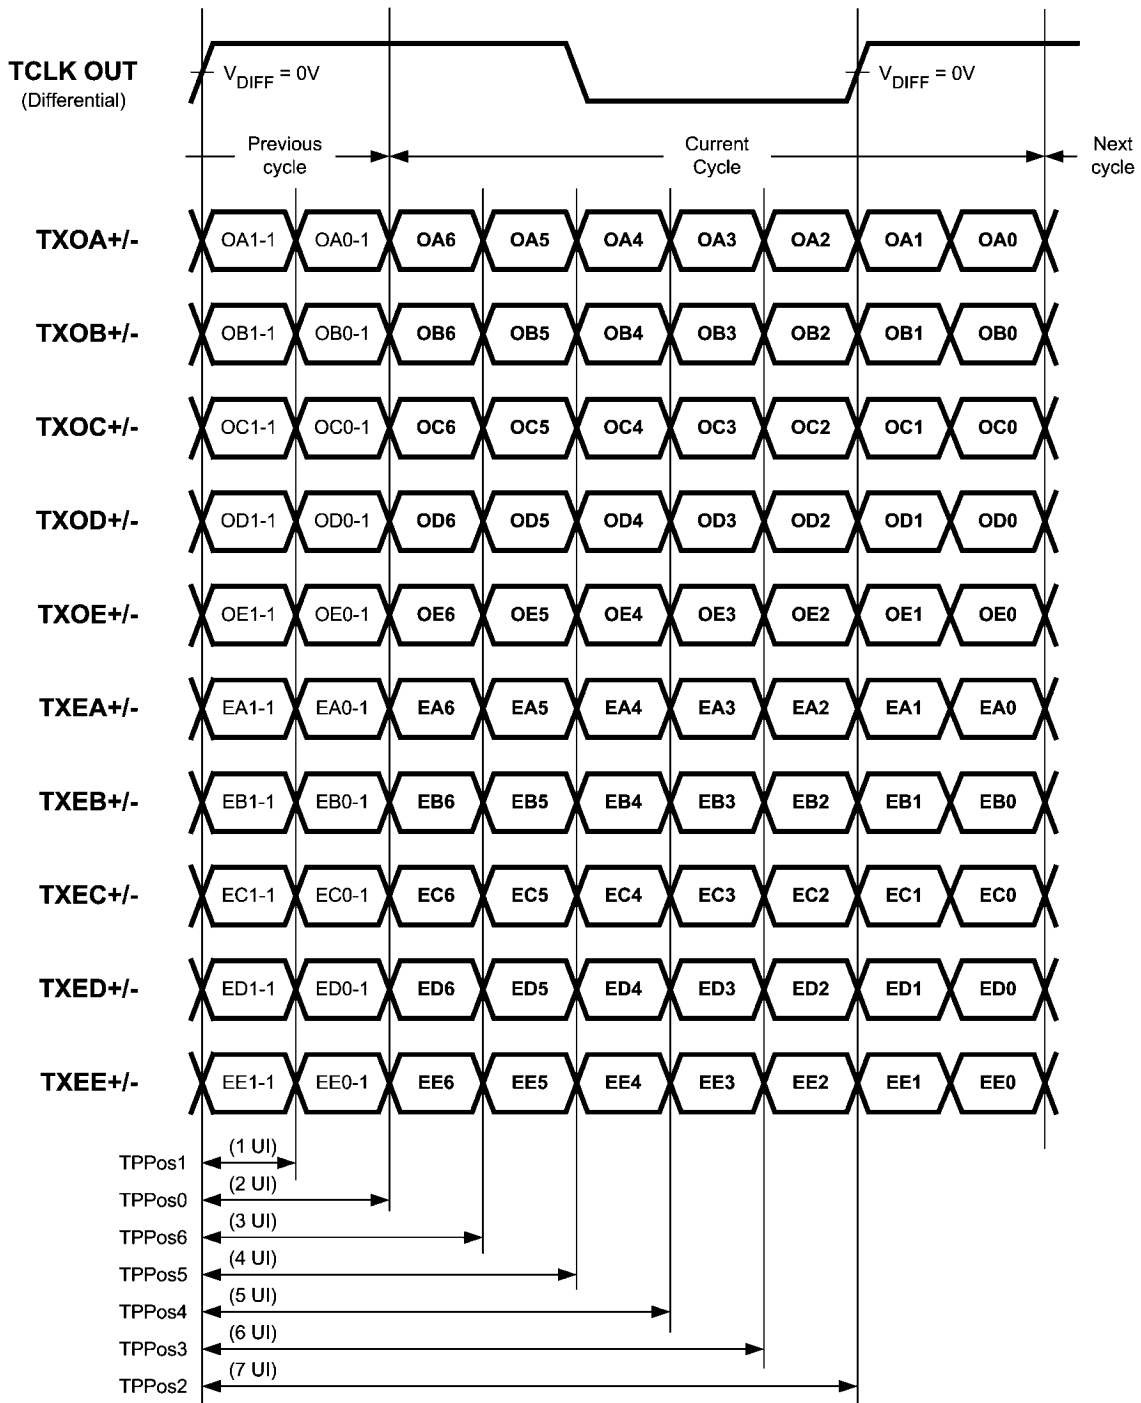 TCLK OUT
(Differential)
VDIFF = 0V
VDIFF = 0V
Previous cycle
Current Cycle
Next cycle
TXOA+/- OA1-1 OA0-1 OA6 OA5 OA4 OA3 OA2 OA1 OA0
TXOB+/- OB1-1 OB0-1 OB6 OB5 OB4 OB3 OB2 OB1 OB0
TXOC+/- OC1-1 OC0-1 OC6 OC5 OC4 OC3 OC2 OC1 OC0
TXOD+/- OD1-1 OD0-1 OD6 OD5 OD4 OD3 OD2 OD1 OD0
TXOE+/- OE1-1 OE0-1 OE6 OE5 OE4 OE3 OE2 OE1 OE0
TXEA+/- EA1-1 EA0-1 EA6 EA5 EA4 EA3 EA2 EA1 EA0
TXEB+/- EB1-1 EB0-1 EB6 EB5 EB4 EB3 EB2 EB1 EB0
TXEC+/- EC1-1 EC0-1 EC6 EC5 EC4 EC3 EC2 EC1 EC0
TXED+/- ED1-1 ED0-1 ED6 ED5 ED4 ED3 ED2 ED1 ED0
TXEE+/- EE1-1 EE0-1 EE6 EE5 EE4 EE3 EE2 EE1 EE0
TPPos1 (1 UI)
TPPos0 (2 UI)
TPPos6 (3 UI)
TPPos5 (4 UI)
TPPos4 (5 UI)
TPPos3 (6 UI)
TPPos2 (7 UI)